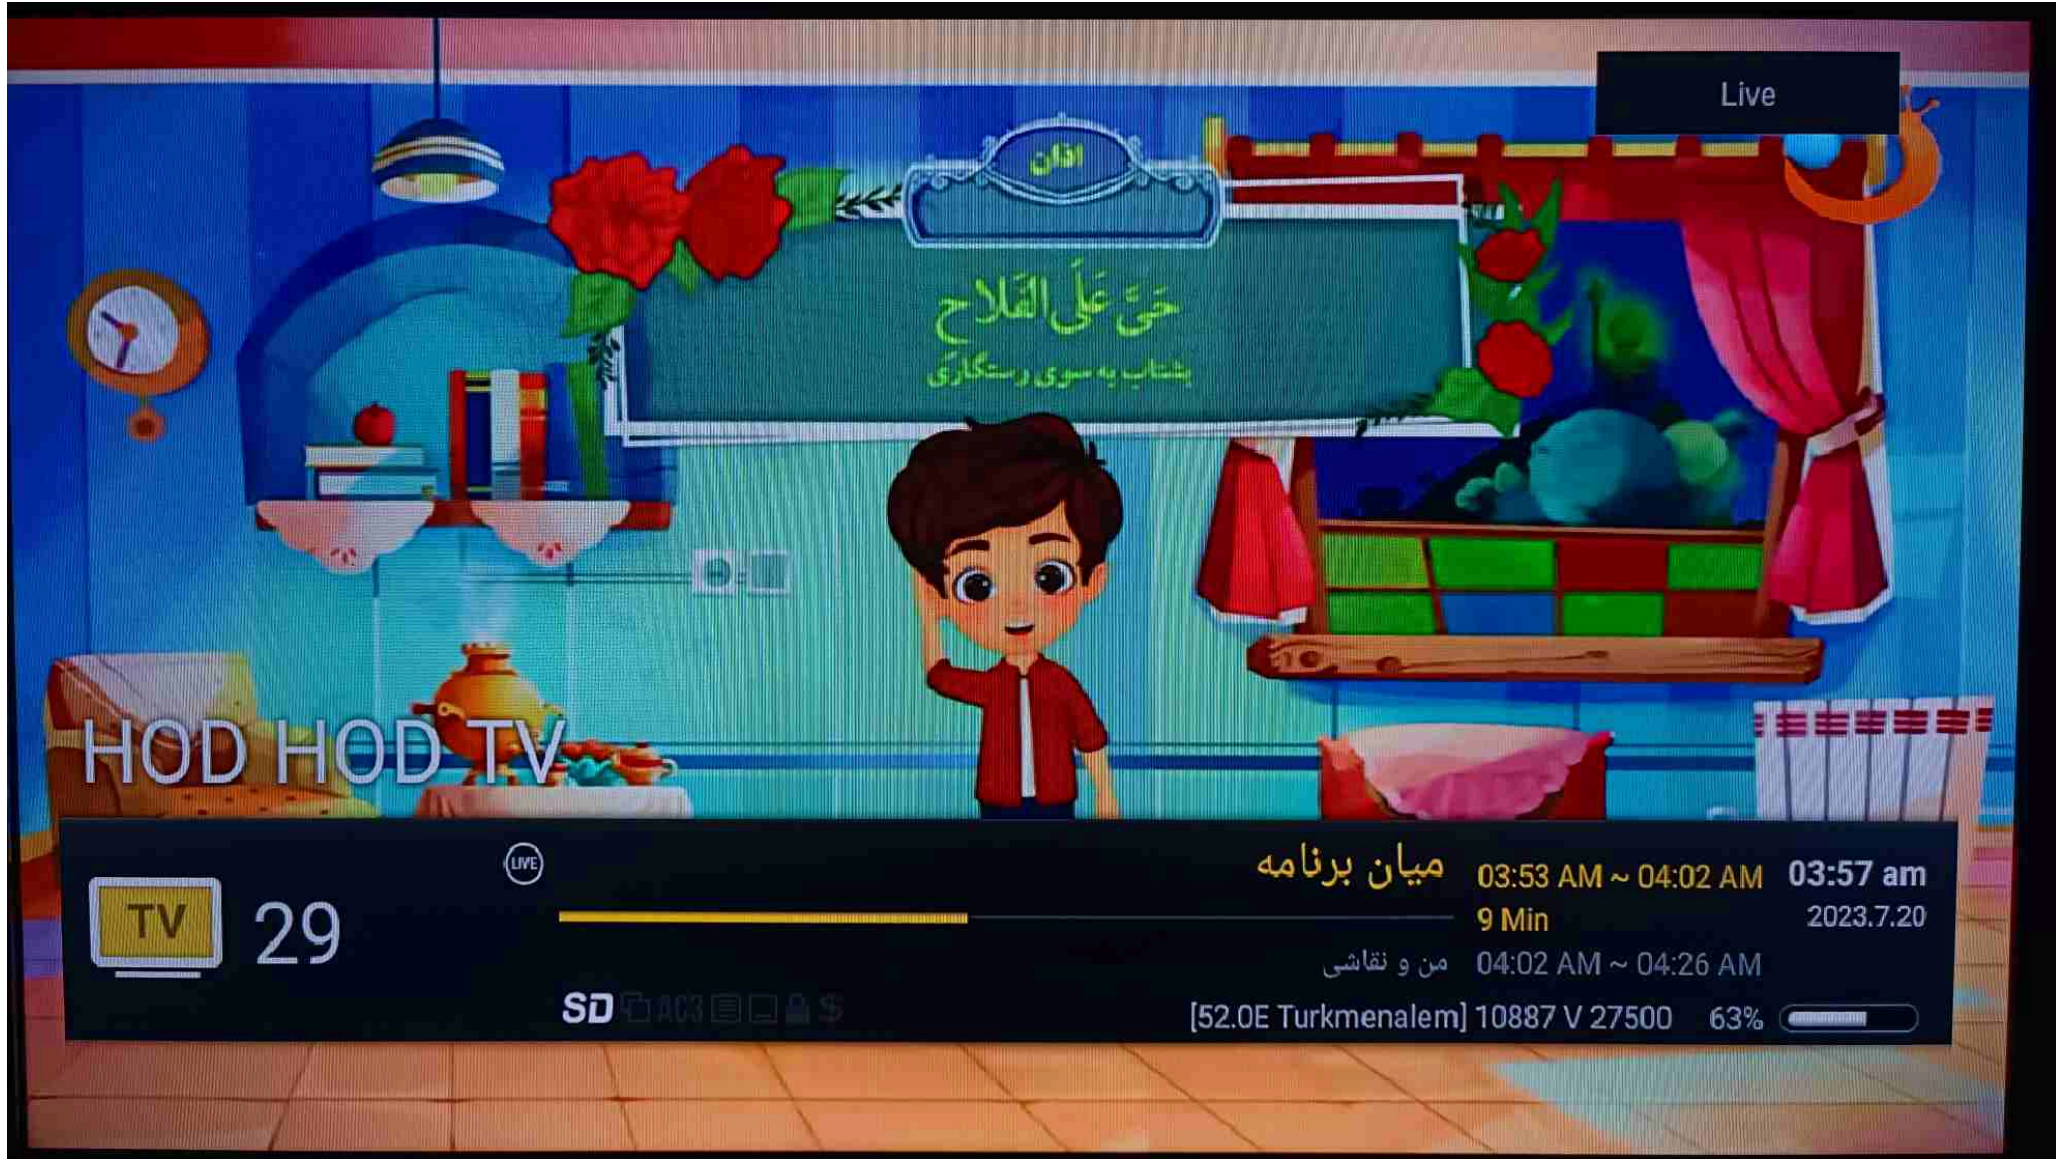 Live
اذان
حَیَّ عَلَی الفَلاح
بشتاب به سوی رستگاری
HOD HOD TV
LIVE
میان برنامه 03:53 AM ~ 04:02 AM 03:57 am
TV 29
9 Min 2023.7.20
من و نقاشی 04:02 AM ~ 04:26 AM
SD AC3 $
[52.0E Turkmenalem] 10887 V 27500 63%